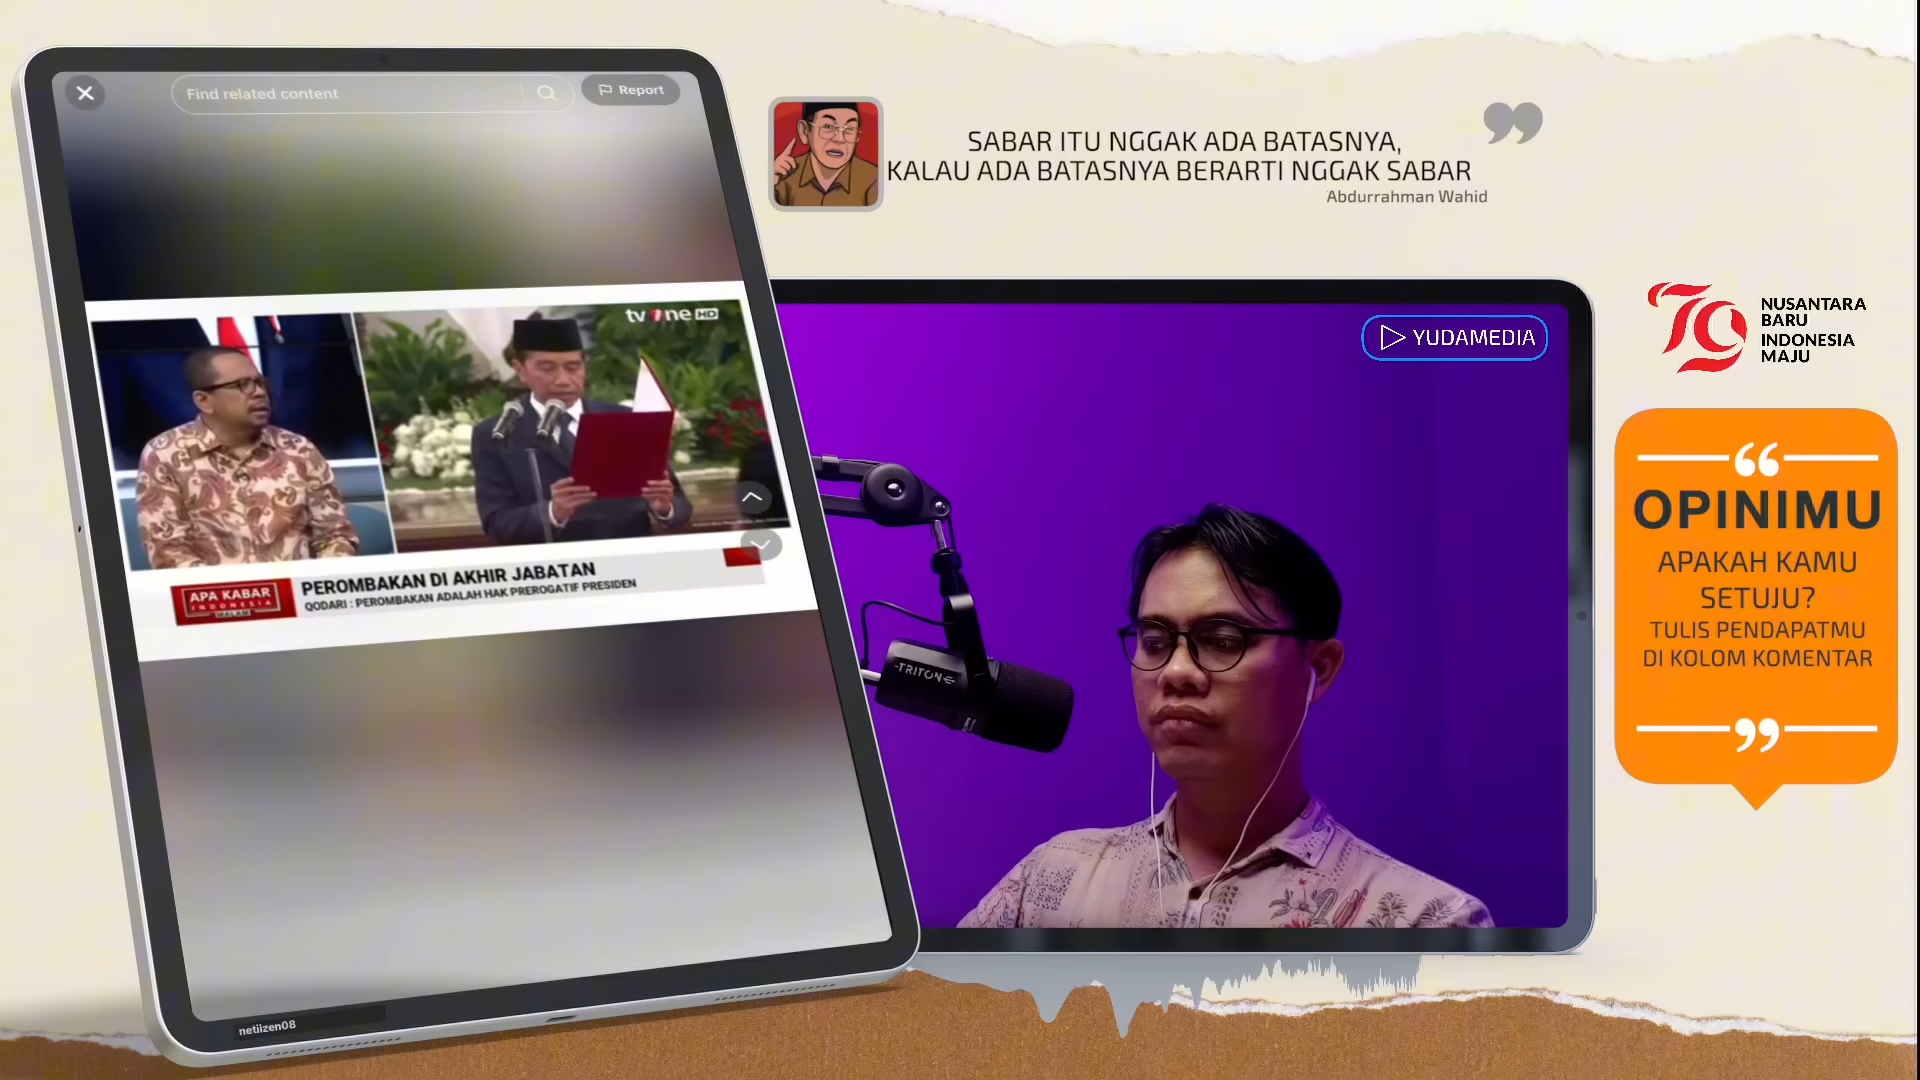 Find related content
Report
tvOne HD
APA KABAR
INDONESIA
MALAM
PEROMBAKAN DI AKHIR JABATAN
QODARI : PEROMBAKAN ADALAH HAK PREROGATIF PRESIDEN
netiizen08
SABAR ITU NGGAK ADA BATASNYA,
KALAU ADA BATASNYA BERARTI NGGAK SABAR
Abdurrahman Wahid
YUDAMEDIA
TRITON
79
NUSANTARA
BARU
INDONESIA
MAJU
“
OPINIMU
APAKAH KAMU
SETUJU?
TULIS PENDAPATMU
DI KOLOM KOMENTAR
”